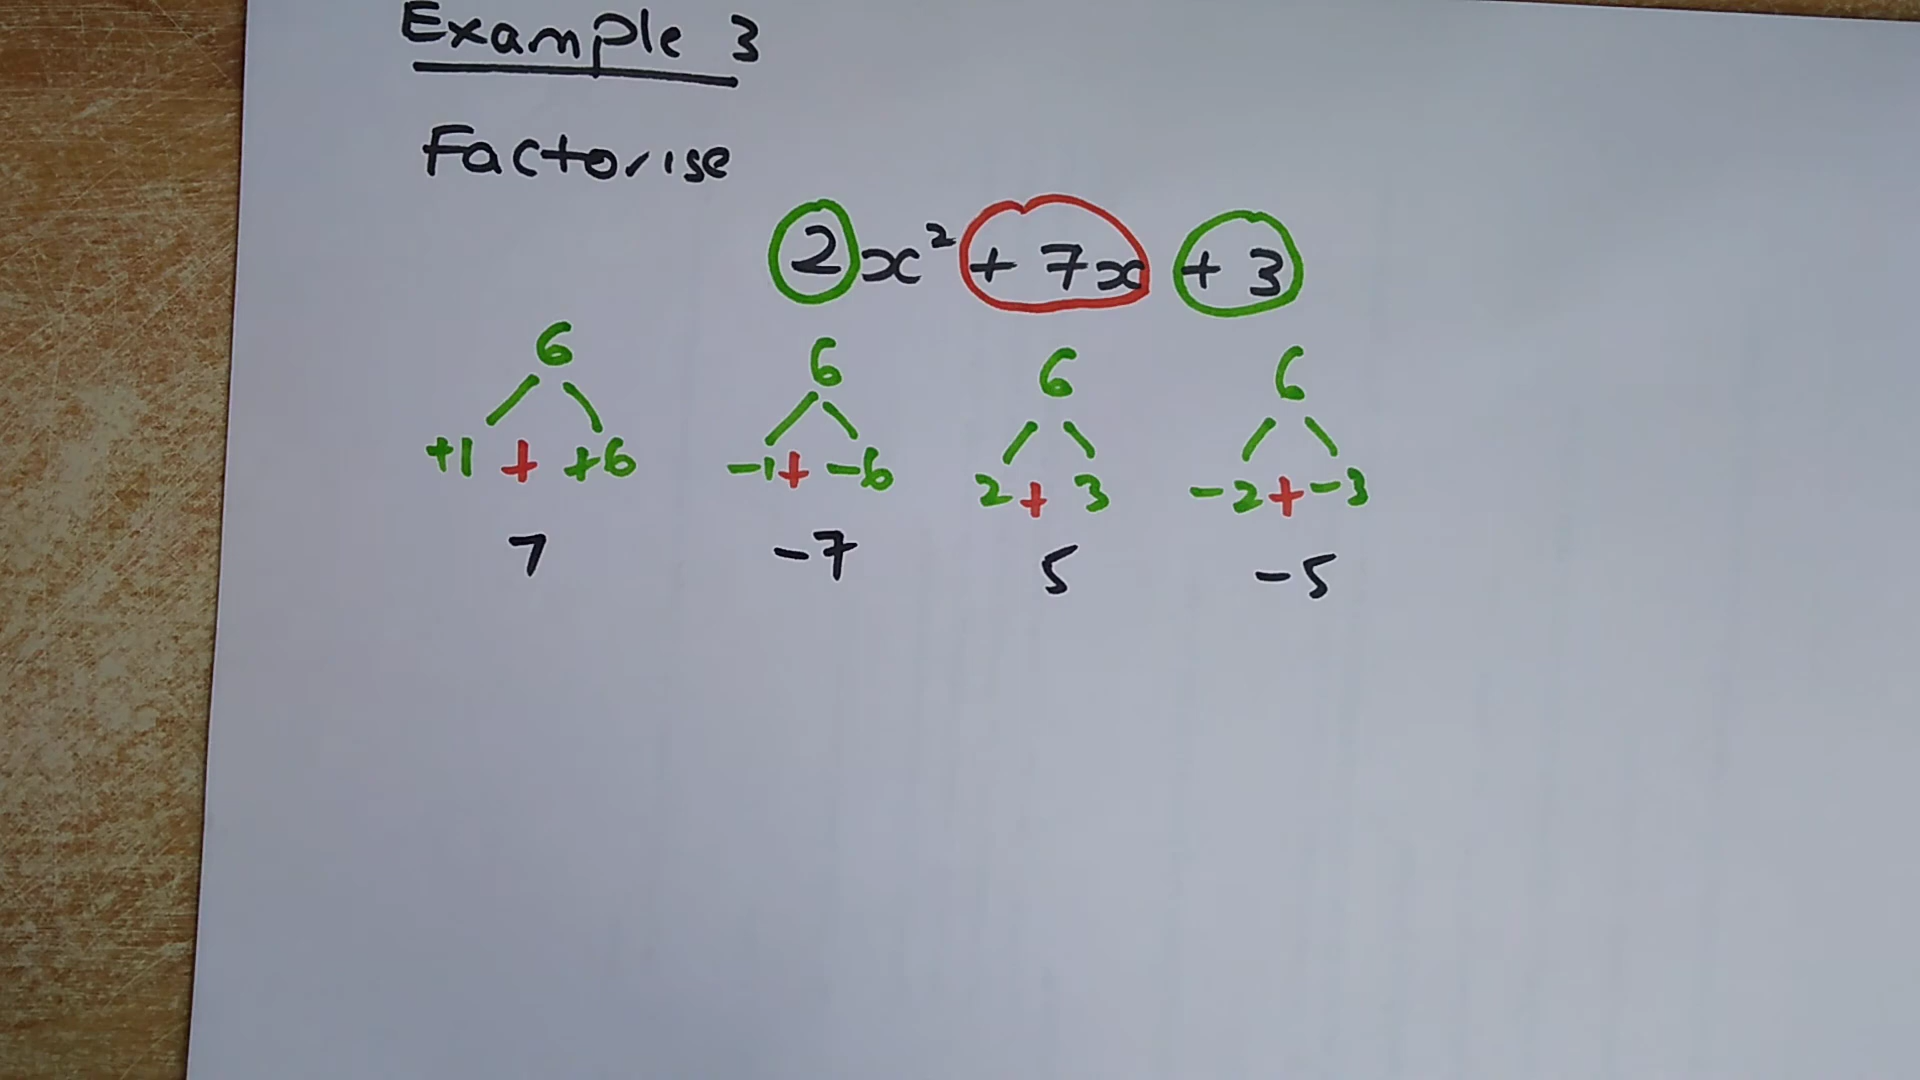 Example 3
Factorise
2x² + 7x + 3
6 6 6 6
+1 + +6 -1 + -6 2 + 3 -2 + -3
7 -7 5 -5